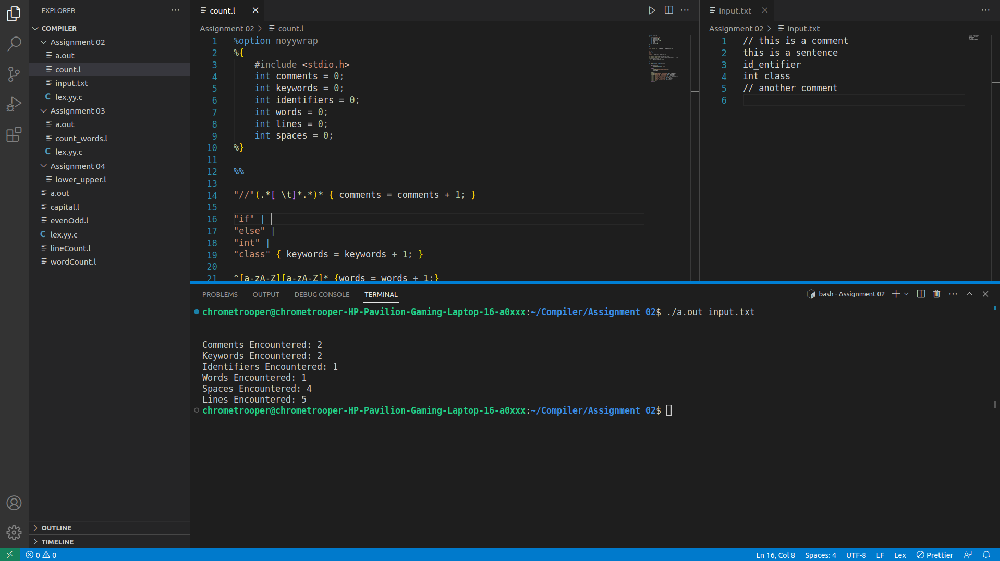 EXPLORER
COMPILER
Assignment 02
a.out
count.l
input.txt
C lex.yy.c
Assignment 03
a.out
count_words.l
C lex.yy.c
Assignment 04
lower_upper.l
a.out
capital.l
evenOdd.l
C lex.yy.c
lineCount.l
wordCount.l
OUTLINE
TIMELINE
count.l
Assignment 02 > count.l
1 %option noyywrap
2 %{
3 #include <stdio.h>
4 int comments = 0;
5 int keywords = 0;
6 int identifiers = 0;
7 int words = 0;
8 int lines = 0;
9 int spaces = 0;
10 %}
11
12 %%
13
14 "//"(.*[ \t]*.*)* { comments = comments + 1; }
15
16 "if" |
17 "else" |
18 "int" |
19 "class" { keywords = keywords + 1; }
20
21 ^[a-zA-Z][a-zA-Z]* {words = words + 1;}
input.txt
Assignment 02 > input.txt
1 // this is a comment
2 this is a sentence
3 id_entifier
4 int class
5 // another comment
6
PROBLEMS OUTPUT DEBUG CONSOLE TERMINAL
bash - Assignment 02
chrometrooper@chrometrooper-HP-Pavilion-Gaming-Laptop-16-a0xxx:~/Compiler/Assignment 02$ ./a.out input.txt
Comments Encountered: 2
Keywords Encountered: 2
Identifiers Encountered: 1
Words Encountered: 1
Spaces Encountered: 4
Lines Encountered: 5
chrometrooper@chrometrooper-HP-Pavilion-Gaming-Laptop-16-a0xxx:~/Compiler/Assignment 02$
0 0
Ln 16, Col 8 Spaces: 4 UTF-8 LF Lex Prettier